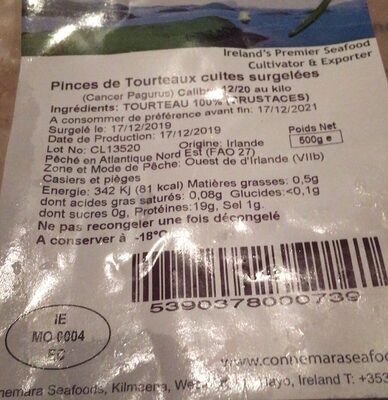 Ireland's Premier Seafood
Cultivator & Exporter
Pinces de Tourteaux cuites surgelées
(Cancer Pagurus) Calibre 12/20 au kilo
Ingrédients: TOURTEAU 100% (CRUSTACES)
A consommer de préférence avant fin: 17/12/2021
Surgelé le: 17/12/2019
Date de Production: 17/12/2019
Poids Net
Lot No: CL13520 Origine: Irlande
500g e
Pêché en Atlantique Nord Est (FAO 27)
Zone et Mode de Pêche: Ouest de d'Irlande (VIIb)
Casiers et pièges
Energie: 342 KJ (81 kcal) Matières grasses: 0,5g
dont acides gras saturés: 0,08g Glucides:<0,1g
dont sucres 0g, Protéines:19g, Sel 1g.
Ne pas recongeler une fois décongelé
A conserver à -18°C
5390378000739
IE
MO 0004
EC
www.connemaraseafoo
nemara Seafoods, Kilmeena, We Mayo, Ireland T: +353